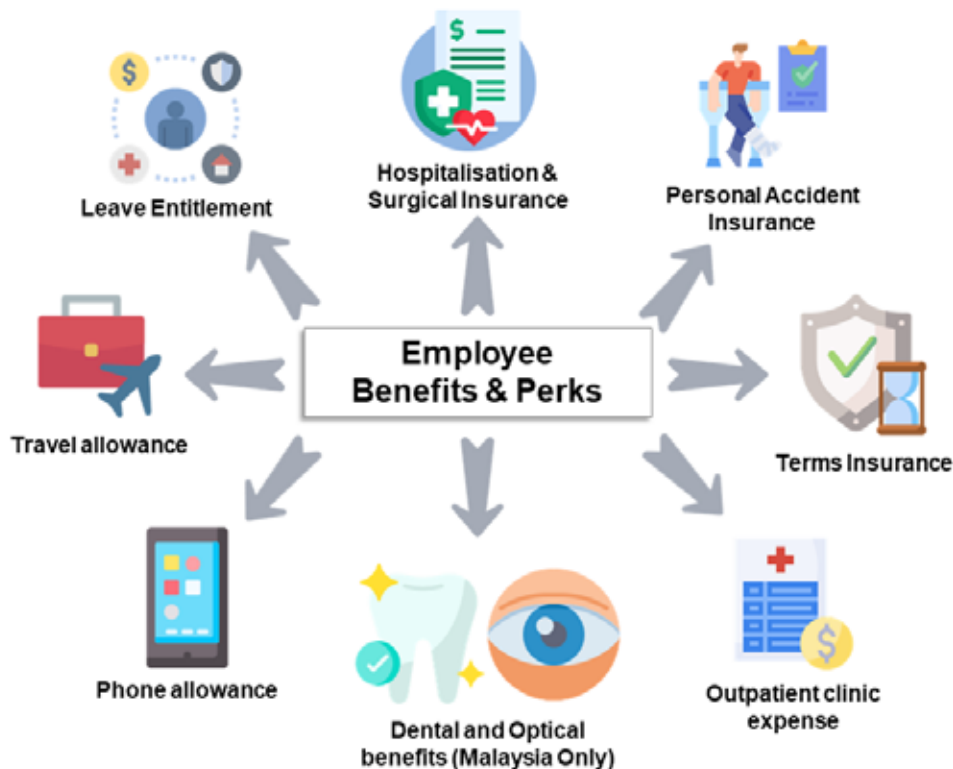 Leave Entitlement
Hospitalisation &
Surgical Insurance
Personal Accident
Insurance
Employee
Benefits & Perks
Travel allowance
Terms Insurance
Phone allowance
Dental and Optical
benefits (Malaysia Only)
Outpatient clinic
expense